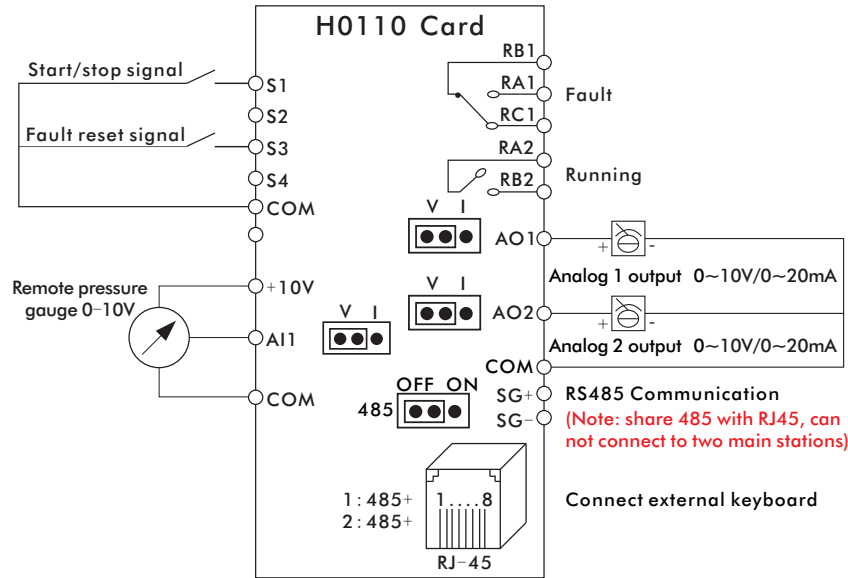 H0110 Card
Start/stop signal
S1
S2
Fault reset signal
S3
S4
COM
RB1
RA1
Fault
RC1
RA2
RB2
Running
V I
AO1
+ -
Analog 1 output 0~10V/0~20mA
V I
AO2
+ -
Analog 2 output 0~10V/0~20mA
COM
Remote pressure
gauge 0-10V
+10V
V I
AI1
COM
OFF ON
485
SG+
SG-
RS485 Communication
(Note: share 485 with RJ45, can
not connect to two main stations)
1:485+
2:485+
1....8
RJ-45
Connect external keyboard